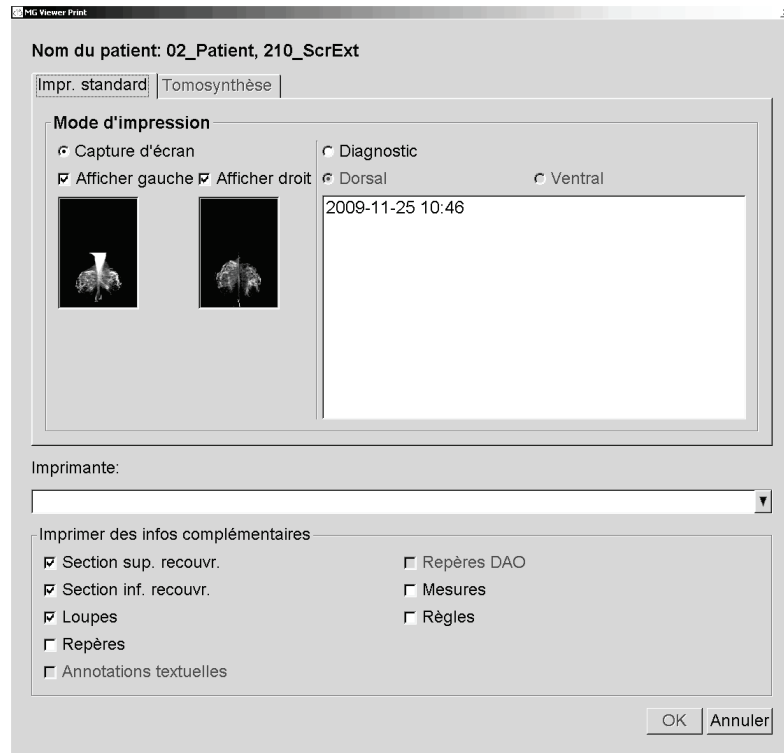 MG Viewer Print
Nom du patient: 02_Patient, 210_ScrExt
Impr. standard Tomosynthèse
Mode d'impression
Capture d'écran Diagnostic
Afficher gauche Afficher droit Dorsal Ventral
2009-11-25 10:46
Imprimante:
Imprimer des infos complémentaires
Section sup. recouvr. Repères DAO
Section inf. recouvr. Mesures
Loupes Règles
Repères
Annotations textuelles
OK Annuler